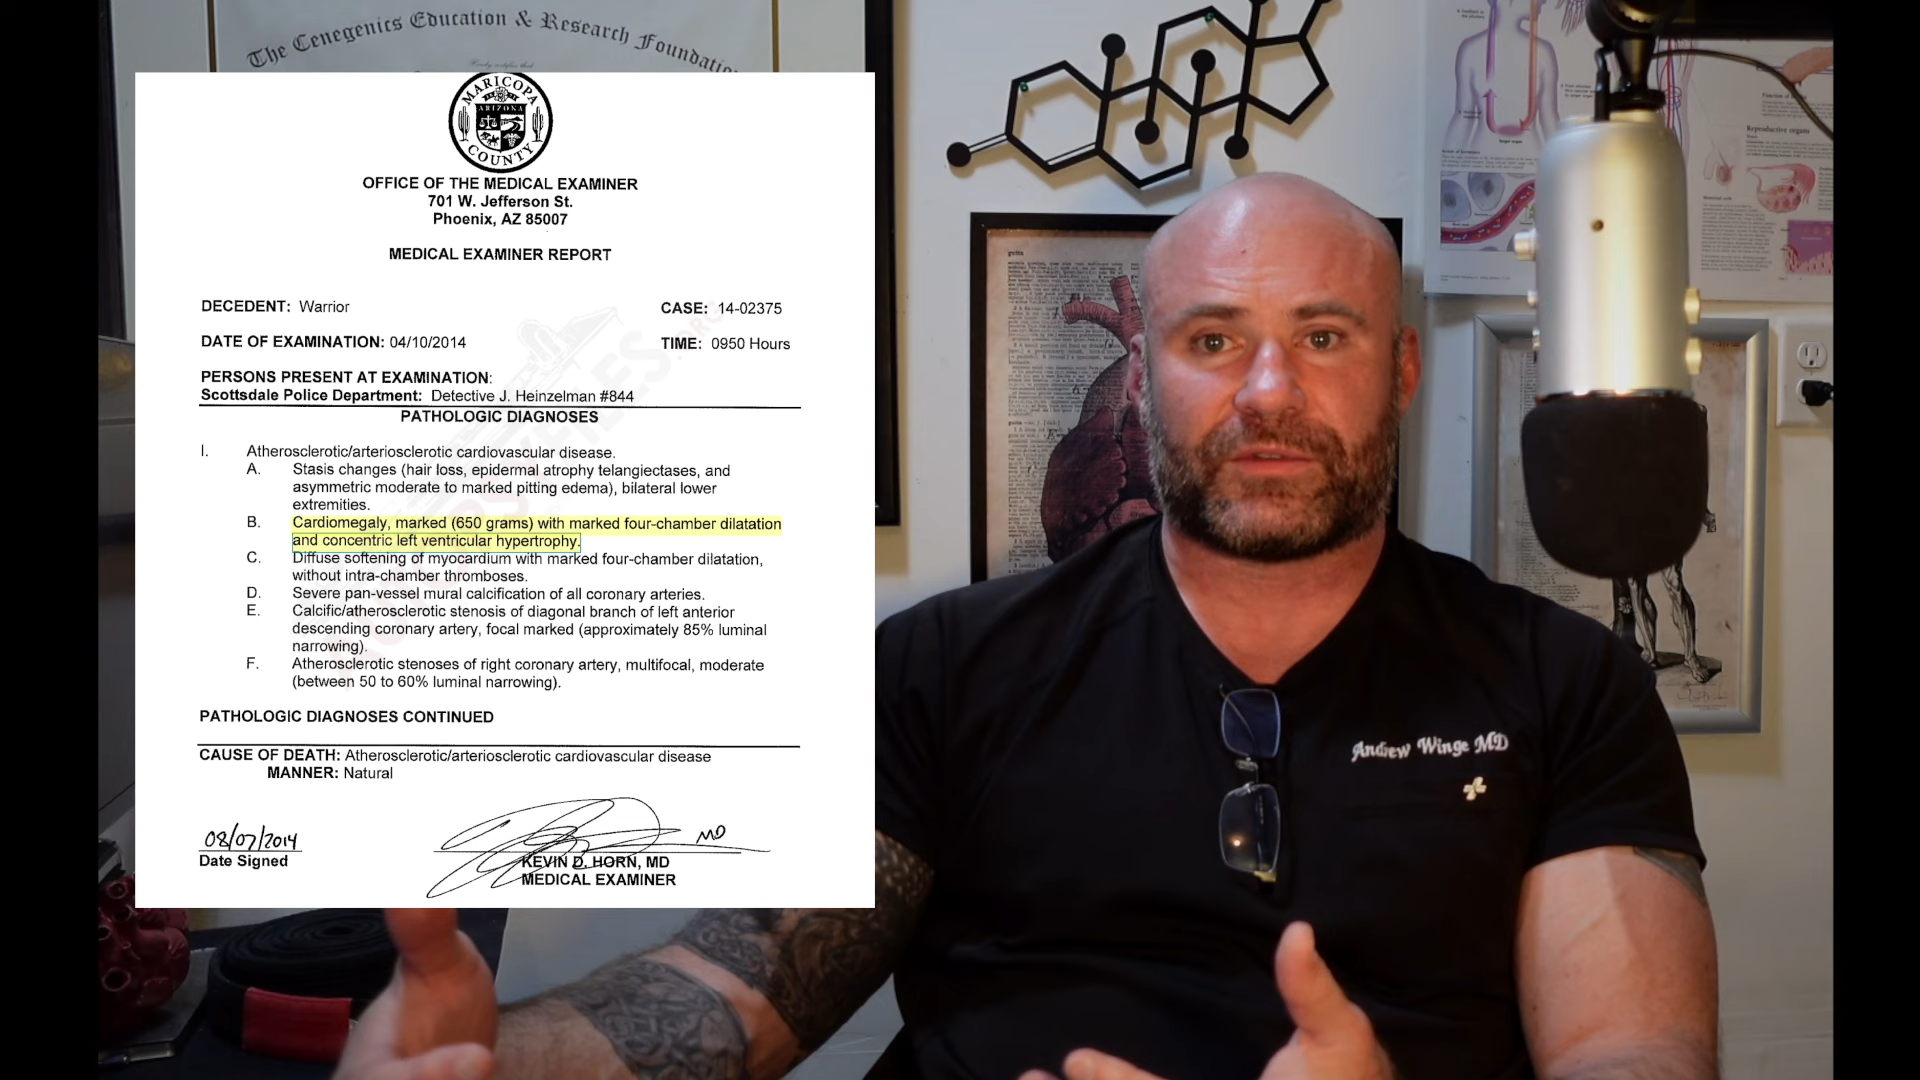 The Cenegenics Education & Research Foundation
Hereby certifies that
MARICOPA
ARIZONA
COUNTY
OFFICE OF THE MEDICAL EXAMINER
701 W. Jefferson St.
Phoenix, AZ 85007
MEDICAL EXAMINER REPORT
DECEDENT: Warrior
CASE: 14-02375
DATE OF EXAMINATION: 04/10/2014
TIME: 0950 Hours
PERSONS PRESENT AT EXAMINATION:
Scottsdale Police Department: Detective J. Heinzelman #844
PATHOLOGIC DIAGNOSES
I. Atherosclerotic/arteriosclerotic cardiovascular disease.
A. Stasis changes (hair loss, epidermal atrophy telangiectases, and
asymmetric moderate to marked pitting edema), bilateral lower
extremities.
B. Cardiomegaly, marked (650 grams) with marked four-chamber dilatation
and concentric left ventricular hypertrophy.
C. Diffuse softening of myocardium with marked four-chamber dilatation,
without intra-chamber thromboses.
D. Severe pan-vessel mural calcification of all coronary arteries.
E. Calcific/atherosclerotic stenosis of diagonal branch of left anterior
descending coronary artery, focal marked (approximately 85% luminal
narrowing).
F. Atherosclerotic stenoses of right coronary artery, multifocal, moderate
(between 50 to 60% luminal narrowing).
PATHOLOGIC DIAGNOSES CONTINUED
CAUSE OF DEATH: Atherosclerotic/arteriosclerotic cardiovascular disease
MANNER: Natural
08/07/2014
Date Signed
MD
KEVIN D. HORN, MD
MEDICAL EXAMINER
Andrew Winge MD
Reproductive organs